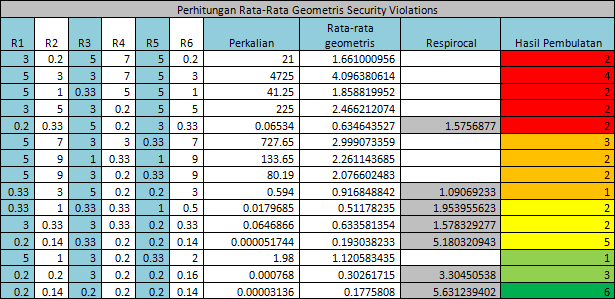 Perhitungan Rata-Rata Geometris Security Violations
R1 R2 R3 R4 R5 R6 Perkalian Rata-rata geometris Respirocal Hasil Pembulatan
3 0.2 5 7 5 0.2 21 1.661000956 2
5 3 3 7 5 3 4725 4.096380614 4
5 1 0.33 5 5 1 41.25 1.858819952 2
3 5 3 0.2 5 5 225 2.466212074 2
0.2 0.33 5 0.2 3 0.33 0.06534 0.634643527 1.5756877 2
5 7 3 3 0.33 7 727.65 2.999073359 3
5 9 1 0.33 1 9 133.65 2.261143685 2
5 9 3 0.2 0.33 9 80.19 2.076602483 2
0.33 3 5 0.2 0.2 3 0.594 0.916848842 1.09069233 1
0.33 1 0.33 0.33 1 0.5 0.0179685 0.51178235 1.953955623 2
3 0.33 3 0.33 0.2 0.33 0.0646866 0.633581354 1.578329277 2
0.2 0.14 0.33 0.2 0.2 0.14 0.000051744 0.193038233 5.180320943 5
5 1 3 0.2 0.33 2 1.98 1.120583435 1
0.2 0.2 3 0.2 0.2 0.16 0.000768 0.30261715 3.30450538 3
0.2 0.14 0.2 0.2 0.2 0.14 0.00003136 0.1775808 5.631239402 6